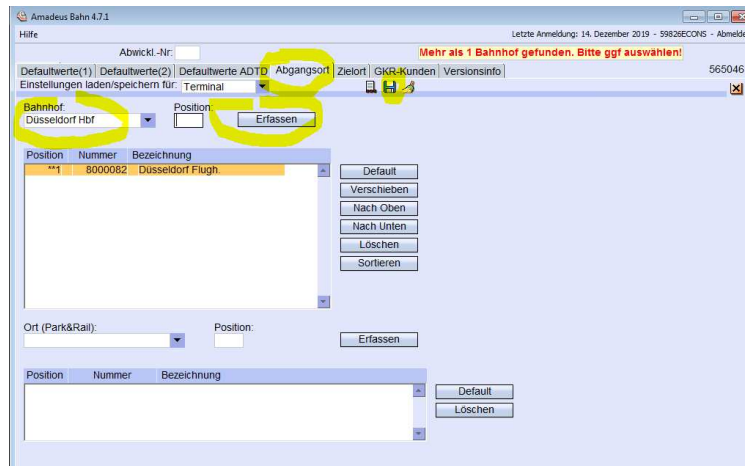 Amadeus Bahn 4.7.1
Hilfe
Letzte Anmeldung: 14. Dezember 2019 - 59826ECONS - Abmelde
Abwickl.-Nr:
Mehr als 1 Bahnhof gefunden. Bitte ggf auswählen!
Defaultwerte(1) Defaultwerte(2) Defaultwerte ADTD Abgangsort Zielort GKR-Kunden Versionsinfo 565046
Einstellungen laden/speichern für: Terminal
Bahnhof: Position:
Düsseldorf Hbf Erfassen
Position Nummer Bezeichnung
**1 8000082 Düsseldorf Flugh.
Default
Verschieben
Nach Oben
Nach Unten
Löschen
Sortieren
Ort (Park&Rail): Position:
Erfassen
Position Nummer Bezeichnung
Default
Löschen